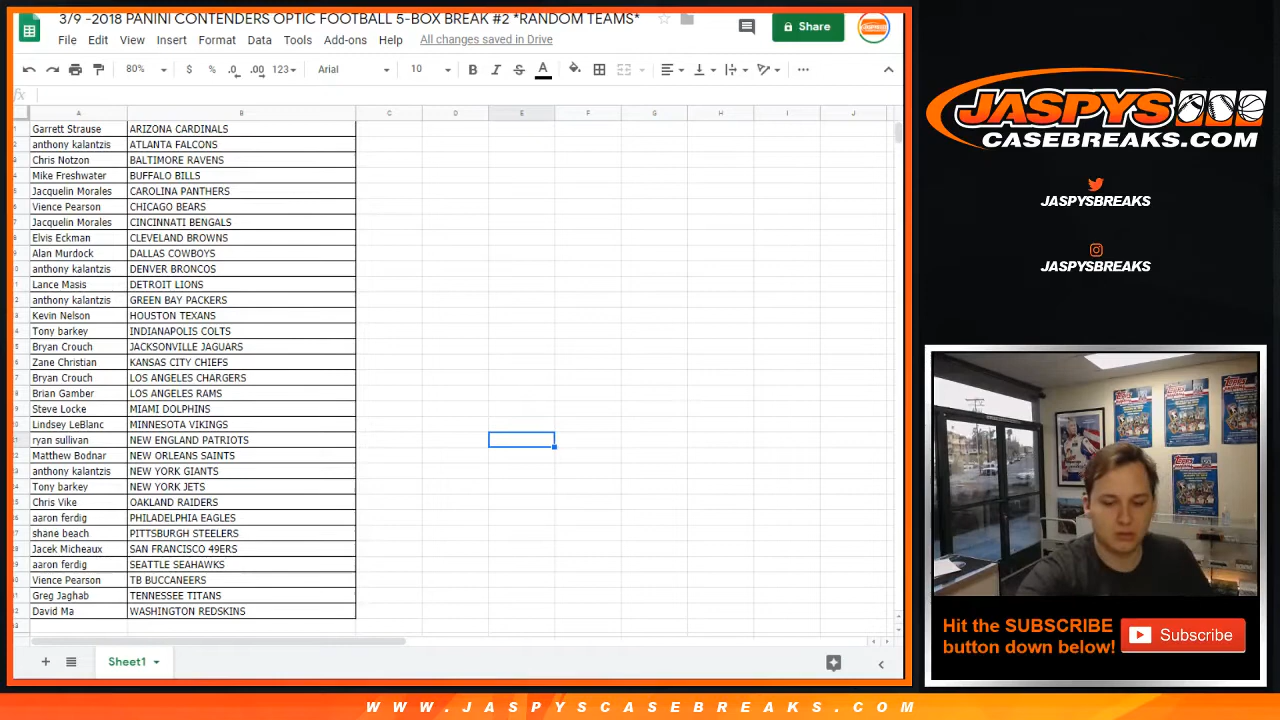 3/9 -2018 PANINI CONTENDERS OPTIC FOOTBALL 5-BOX BREAK #2 *RANDOM TEAMS*
File Edit View Insert Format Data Tools Add-ons Help All changes saved in Drive
Share
80% $ % .0 .00 123 Arial 10 B I S A
fx
A B C D E F G H I J
Garrett Strause ARIZONA CARDINALS
anthony kalantzis ATLANTA FALCONS
Chris Notzon BALTIMORE RAVENS
Mike Freshwater BUFFALO BILLS
Jacquelin Morales CAROLINA PANTHERS
Vience Pearson CHICAGO BEARS
Jacquelin Morales CINCINNATI BENGALS
Elvis Eckman CLEVELAND BROWNS
Alan Murdock DALLAS COWBOYS
anthony kalantzis DENVER BRONCOS
Lance Masis DETROIT LIONS
anthony kalantzis GREEN BAY PACKERS
Kevin Nelson HOUSTON TEXANS
Tony barkey INDIANAPOLIS COLTS
Bryan Crouch JACKSONVILLE JAGUARS
Zane Christian KANSAS CITY CHIEFS
Bryan Crouch LOS ANGELES CHARGERS
Brian Gamber LOS ANGELES RAMS
Steve Locke MIAMI DOLPHINS
Lindsey LeBlanc MINNESOTA VIKINGS
ryan sullivan NEW ENGLAND PATRIOTS
Matthew Bodnar NEW ORLEANS SAINTS
anthony kalantzis NEW YORK GIANTS
Tony barkey NEW YORK JETS
Chris Vike OAKLAND RAIDERS
aaron ferdig PHILADELPHIA EAGLES
shane beach PITTSBURGH STEELERS
Jacek Micheaux SAN FRANCISCO 49ERS
aaron ferdig SEATTLE SEAHAWKS
Vience Pearson TB BUCCANEERS
Greg Jaghab TENNESSEE TITANS
David Ma WASHINGTON REDSKINS
Sheet1
JASPYS
CASEBREAKS.COM
JASPYSBREAKS
JASPYSBREAKS
Hit the SUBSCRIBE
button down below!
Subscribe
WWW.JASPYSCASEBREAKS.COM